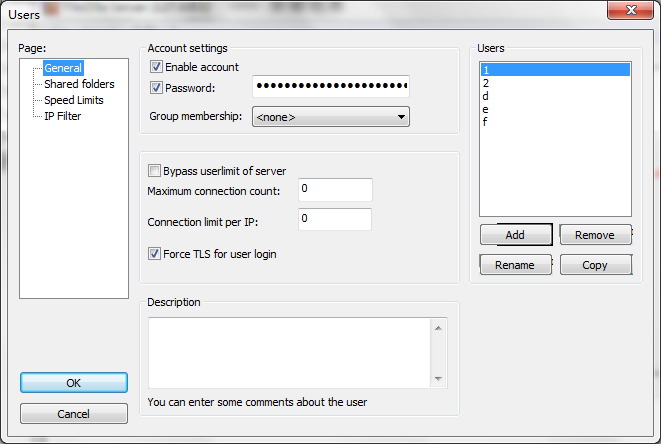 Users
Page:
General
Shared folders
Speed Limits
IP Filter
OK
Cancel
Account settings
Enable account
Password:
Group membership:
<none>
Bypass userlimit of server
Maximum connection count:
0
Connection limit per IP:
0
Force TLS for user login
Description
You can enter some comments about the user
Users
1
2
d
e
f
Add
Remove
Rename
Copy